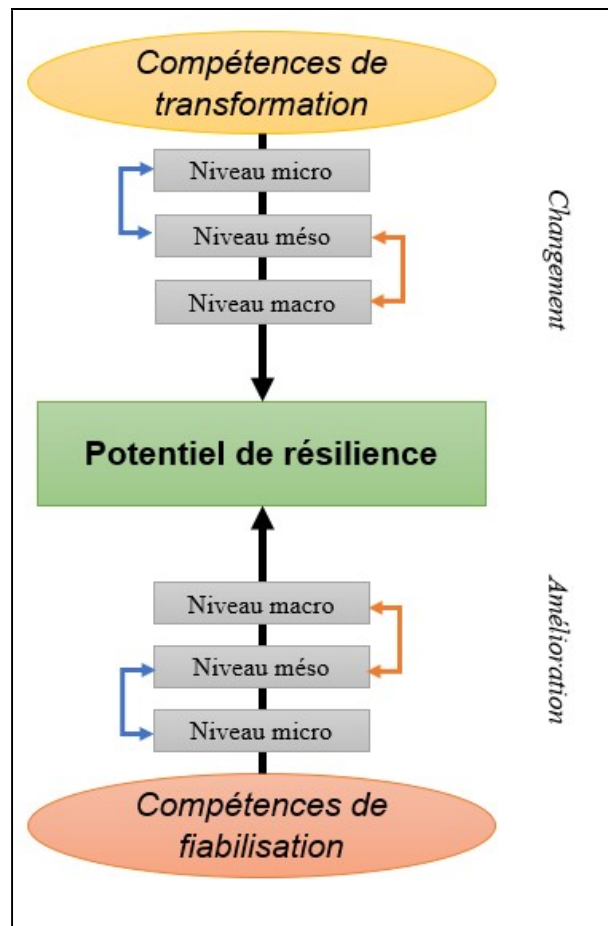 Compétences de
transformation
Niveau micro
Niveau méso
Niveau macro
Changement
Potentiel de résilience
Niveau macro
Niveau méso
Niveau micro
Amélioration
Compétences de
fiabilisation